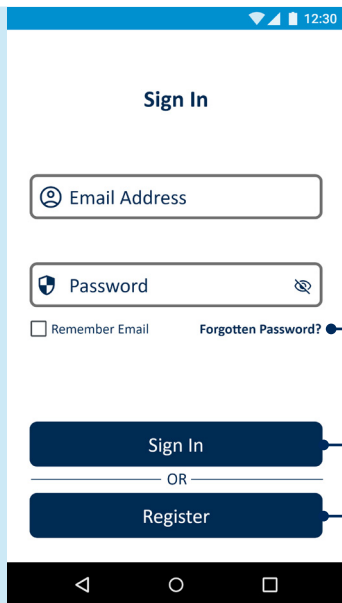 12:30
Sign In
Email Address
Password
Remember Email Forgotten Password?
Sign In
OR
Register